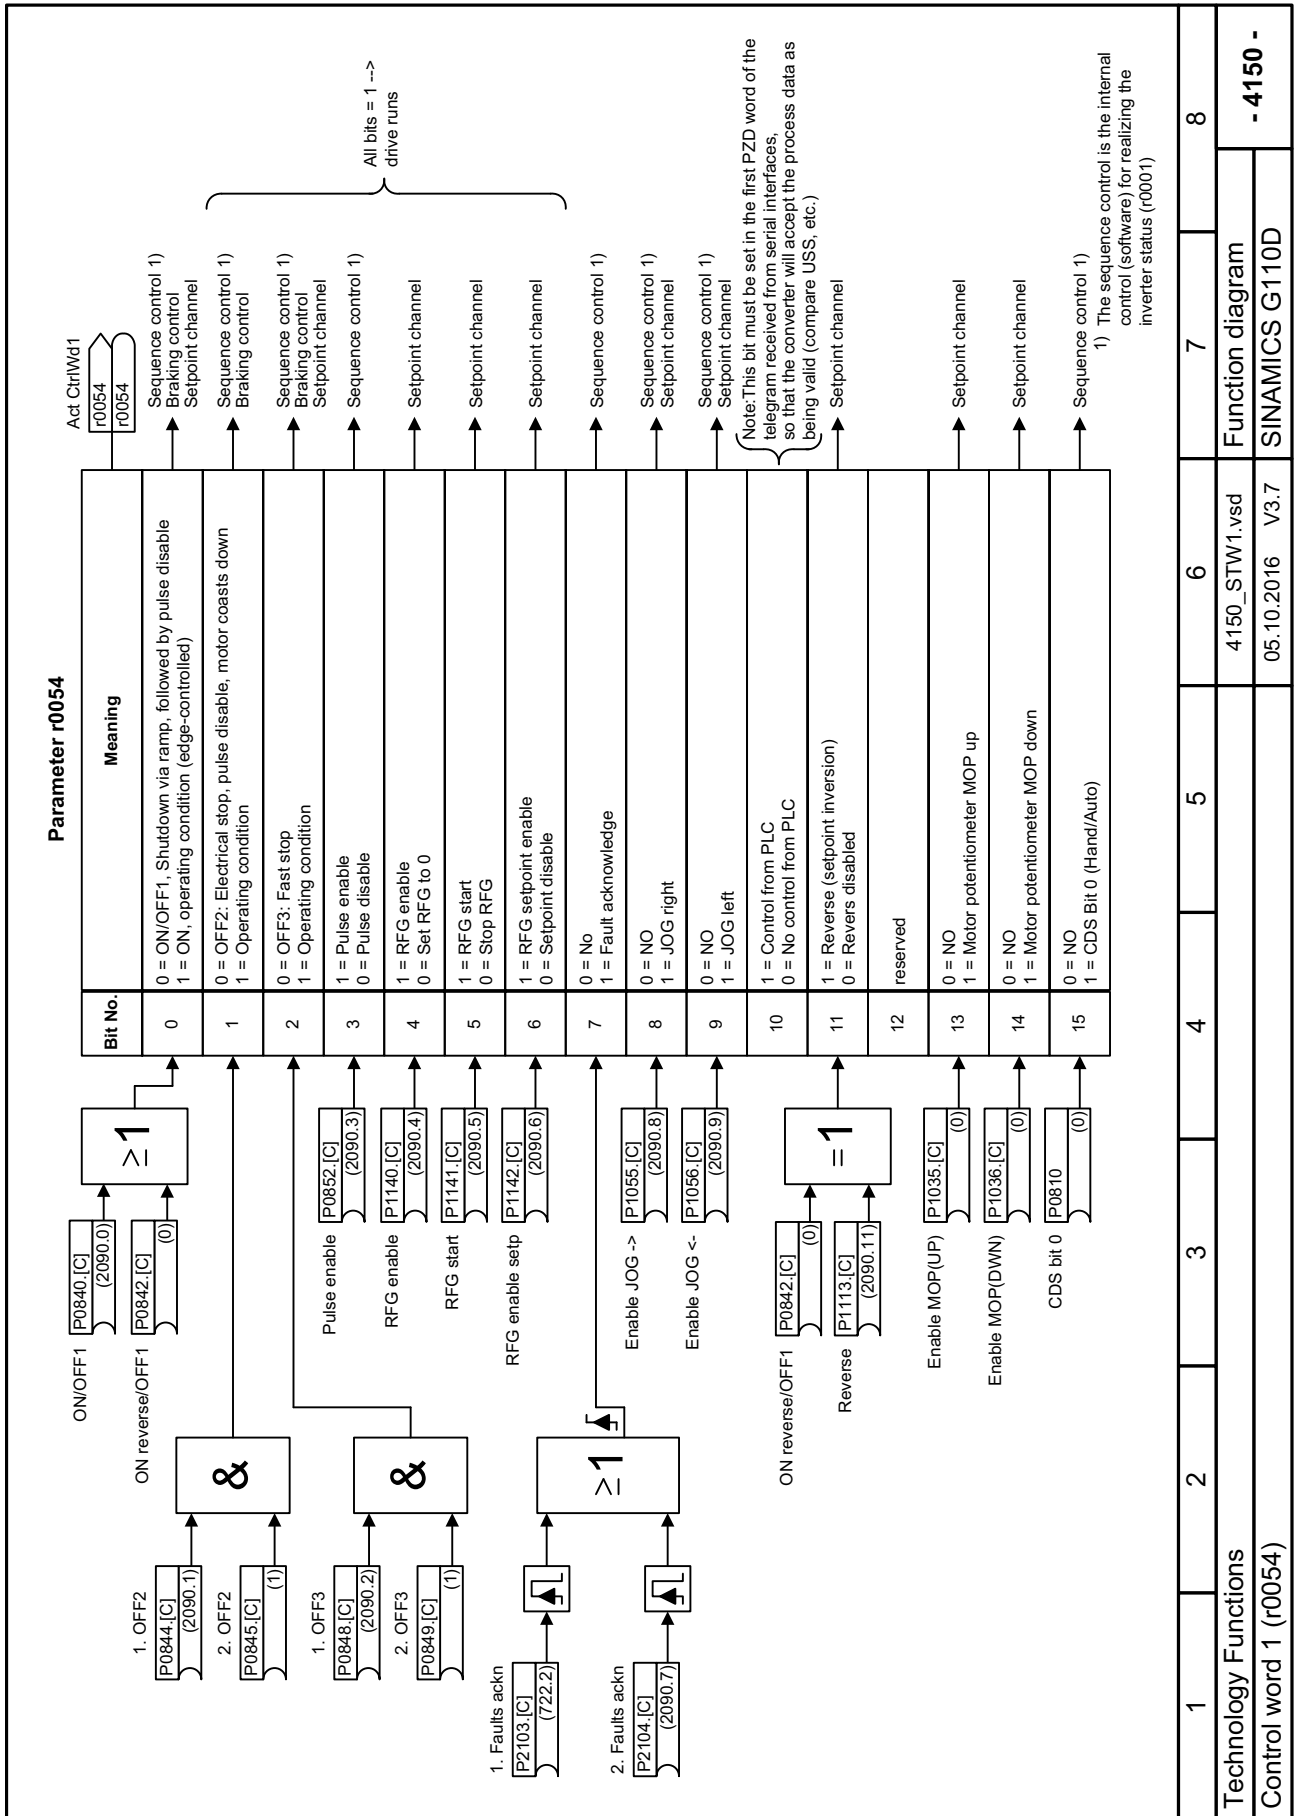 Parameter r0054
Act CtrlWd1
r0054
r0054
Bit No.
Meaning
0
0 = ON/OFF1, Shutdown via ramp, followed by pulse disable
1 = ON, operating condition (edge-controlled)
Sequence control 1)
Braking control
Setpoint channel
1
0 = OFF2: Electrical stop, pulse disable, motor coasts down
1 = Operating condition
Sequence control 1)
Braking control
2
0 = OFF3: Fast stop
1 = Operating condition
Sequence control 1)
Braking control
Setpoint channel
3
1 = Pulse enable
0 = Pulse disable
Sequence control 1)
4
1 = RFG enable
0 = Set RFG to 0
Setpoint channel
5
1 = RFG start
0 = Stop RFG
Setpoint channel
6
1 = RFG setpoint enable
0 = Setpoint disable
Setpoint channel
All bits = 1 -->
drive runs
7
0 = No
1 = Fault acknowledge
Sequence control 1)
8
0 = NO
1 = JOG right
Sequence control 1)
Setpoint channel
9
0 = NO
1 = JOG left
Sequence control 1)
Setpoint channel
10
1 = Control from PLC
0 = No control from PLC
Note:This bit must be set in the first PZD word of the
telegram received from serial interfaces,
so that the converter will accept the process data as
being valid (compare USS, etc.)
11
1 = Reverse (setpoint inversion)
0 = Revers disabled
Setpoint channel
12
reserved
13
0 = NO
1 = Motor potentiometer MOP up
Setpoint channel
14
0 = NO
1 = Motor potentiometer MOP down
Setpoint channel
15
0 = NO
1 = CDS Bit 0 (Hand/Auto)
Sequence control 1)
1) The sequence control is the internal
control (software) for realizing the
inverter status (r0001)
ON/OFF1
P0840.[C]
(2090.0)
ON reverse/OFF1
P0842.[C]
(0)
≥1
1. OFF2
P0844.[C]
(2090.1)
2. OFF2
P0845.[C]
(1)
&
1. OFF3
P0848.[C]
(2090.2)
2. OFF3
P0849.[C]
(1)
&
Pulse enable
P0852.[C]
(2090.3)
RFG enable
P1140.[C]
(2090.4)
RFG start
P1141.[C]
(2090.5)
RFG enable setp
P1142.[C]
(2090.6)
1. Faults ackn
P2103.[C]
(722.2)
2. Faults ackn
P2104.[C]
(2090.7)
≥1
Enable JOG ->
P1055.[C]
(2090.8)
Enable JOG <-
P1056.[C]
(2090.9)
ON reverse/OFF1
P0842.[C]
(0)
Reverse
P1113.[C]
(2090.11)
=1
Enable MOP(UP)
P1035.[C]
(0)
Enable MOP(DWN)
P1036.[C]
(0)
CDS bit 0
P0810
(0)
1 2 3 4 5 6 7 8
Technology Functions
4150_STW1.vsd
Function diagram
- 4150 -
Control word 1 (r0054)
05.10.2016 V3.7
SINAMICS G110D